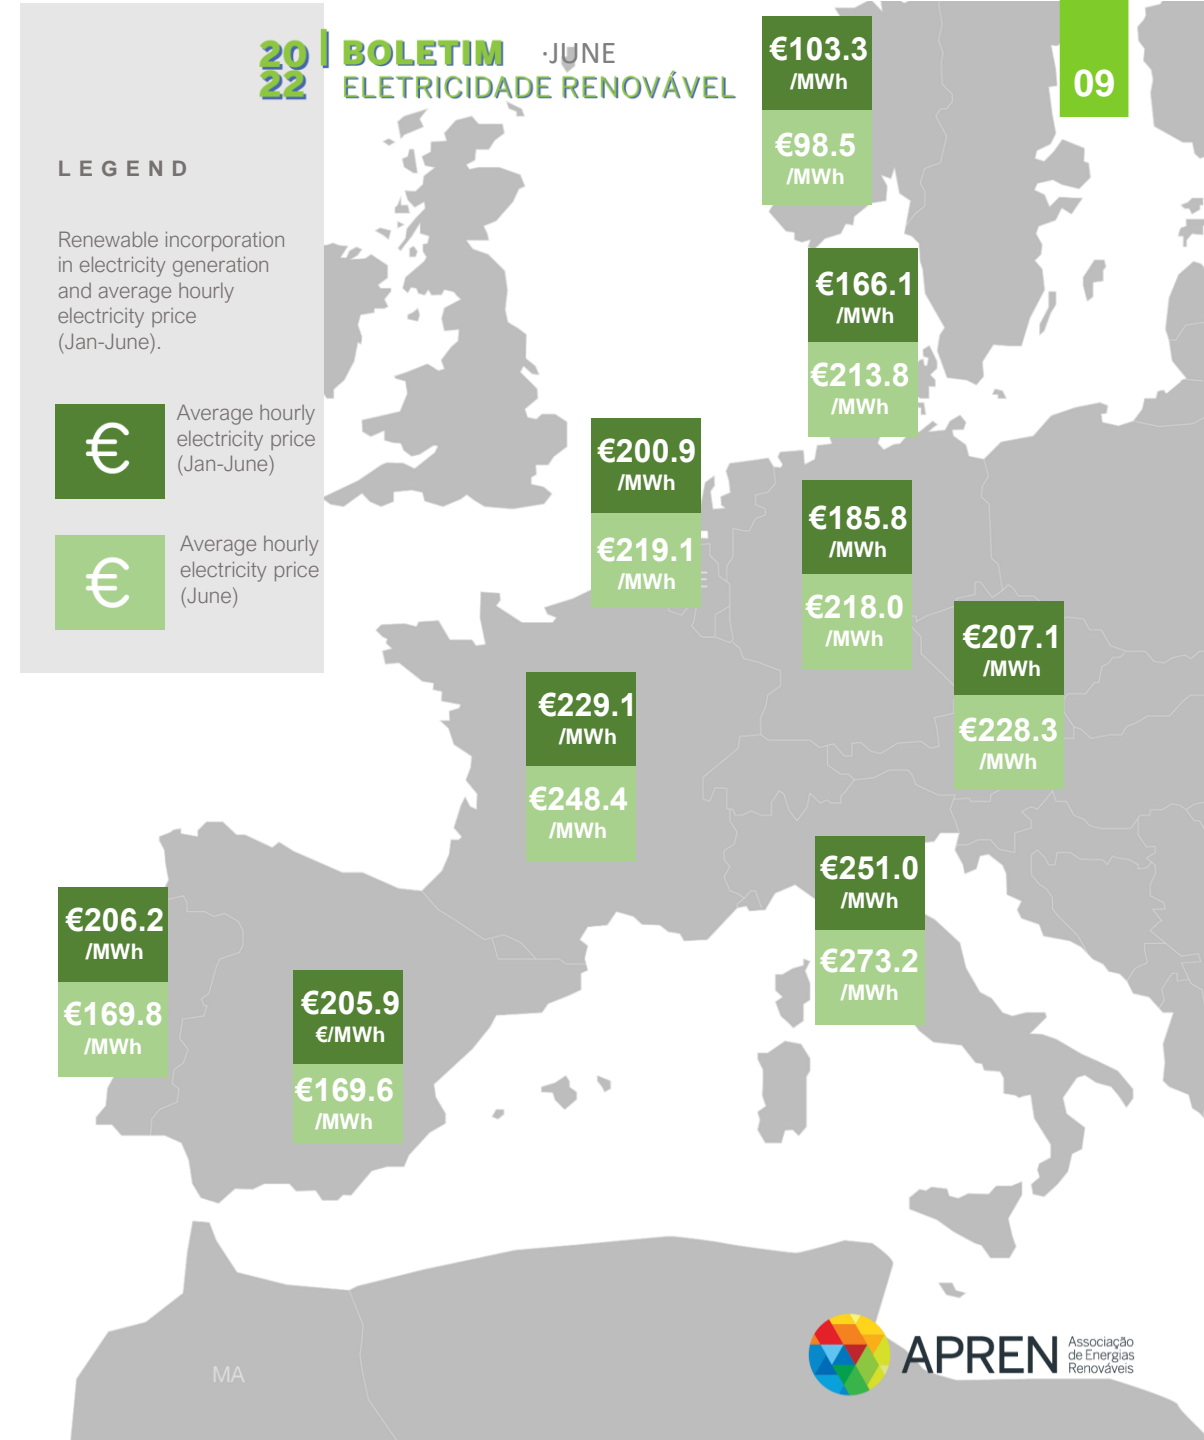 20 BOLETIM ·JUNE
22 ELETRICIDADE RENOVÁVEL
09
LEGEND
Renewable incorporation
in electricity generation
and average hourly
electricity price
(Jan-June).
€
Average hourly
electricity price
(Jan-June)
€
Average hourly
electricity price
(June)
€103.3
/MWh
€98.5
/MWh
€166.1
/MWh
€213.8
/MWh
€200.9
/MWh
€219.1
/MWh
€185.8
/MWh
€218.0
/MWh
€207.1
/MWh
€228.3
/MWh
€229.1
/MWh
€248.4
/MWh
€251.0
/MWh
€273.2
/MWh
€206.2
/MWh
€169.8
/MWh
€205.9
€/MWh
€169.6
/MWh
MA
APREN
Associação
de Energias
Renováveis